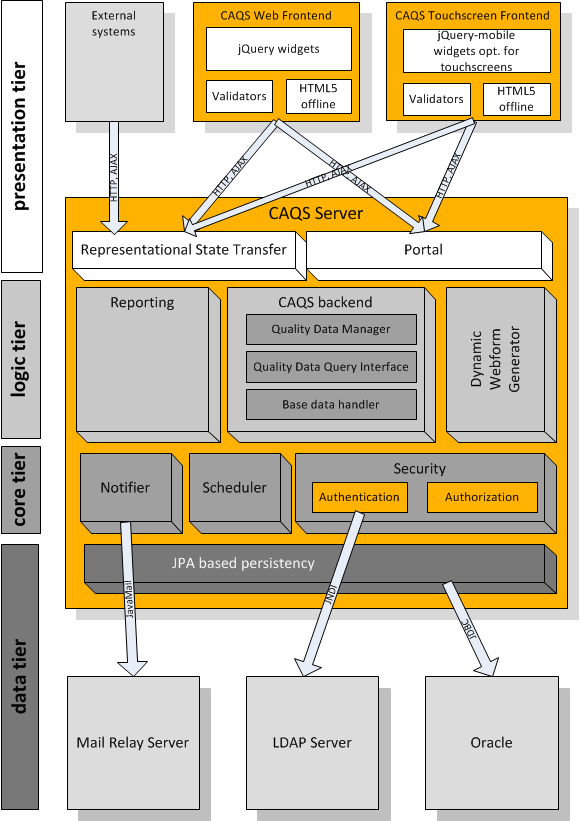 presentation tier
logic tier
core tier
data tier
External
systems
CAQS Web Frontend
jQuery widgets
Validators
HTML5
offline
CAQS Touchscreen Frontend
jQuery-mobile
widgets opt. for
touchscreens
Validators
HTML5
offline
HTTP, AJAX
HTTP, AJAX
HTTP, AJAX
HTTP, AJAX
HTTP, AJAX
CAQS Server
Representional State Transfer
Portal
Reporting
CAQS backend
Quality Data Manager
Quality Data Query Interface
Base data handler
Dynamic
Webform
Generator
Notifier
Scheduler
Security
Authentication
Authorization
JPA based persistency
JavaMail
JNDI
JDBC
Mail Relay Server
LDAP Server
Oracle